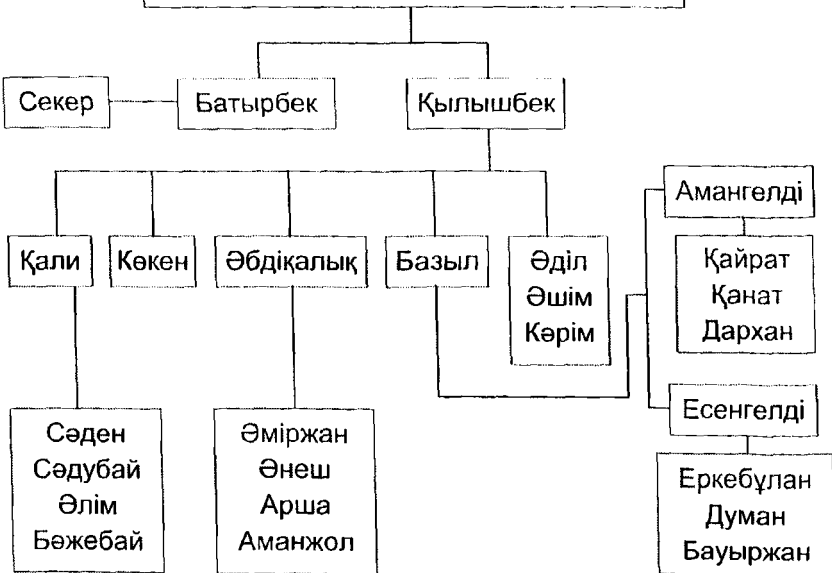 Секер
Батырбек
Қылышбек
Қали
Көкен
Әбдіқалық
Базыл
Әділ
Әшім
Кәрім
Амангелді
Қайрат
Қанат
Дархан
Есенгелді
Сәден
Сәдубай
Әлім
Бәжебай
Әміржан
Әнеш
Арша
Аманжол
Еркебұлан
Думан
Бауыржан